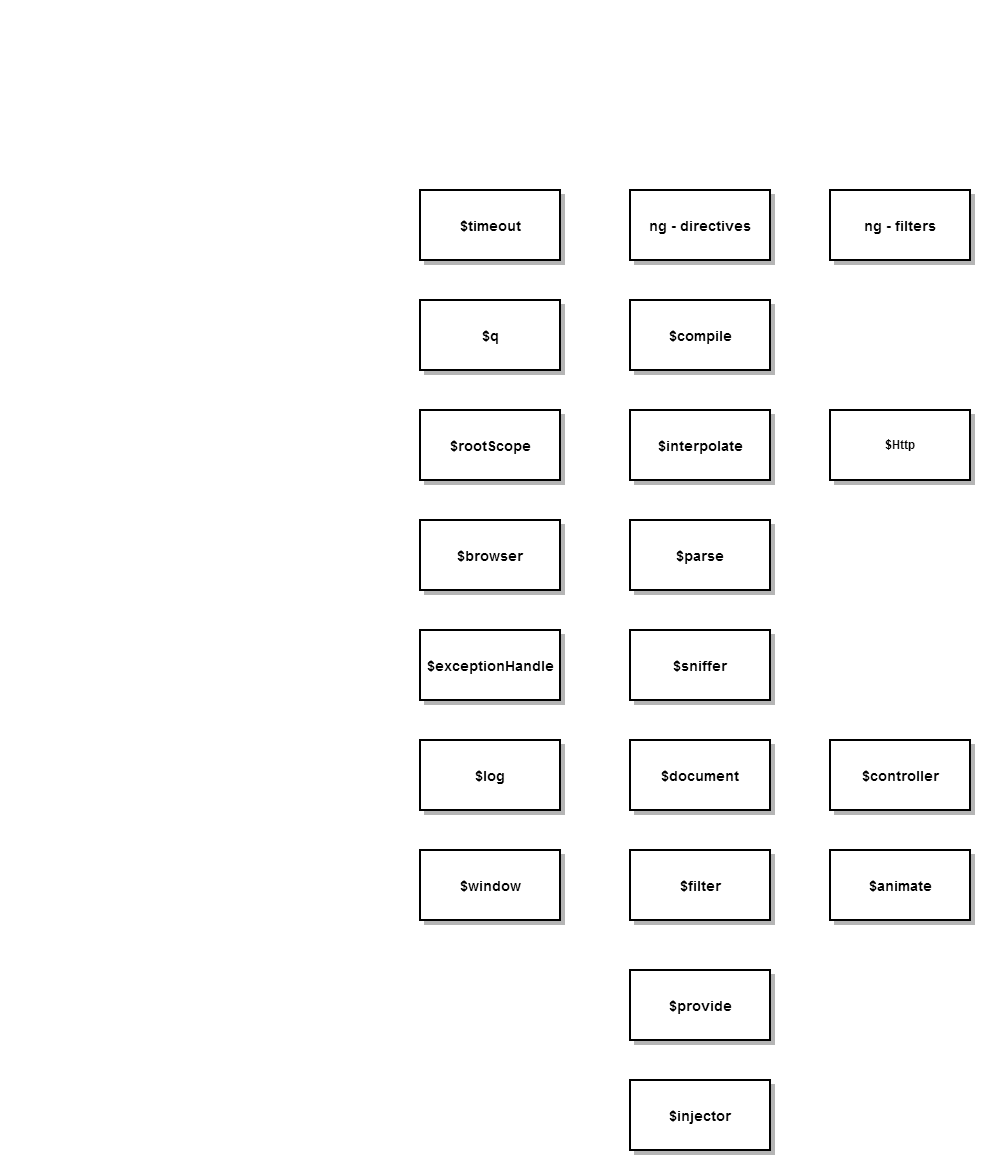 $timeout
ng - directives
ng - filters
$q
$compile
$rootScope
$interpolate
$Http
$browser
$parse
$exceptionHandle
$sniffer
$log
$document
$controller
$window
$filter
$animate
$provide
$injector